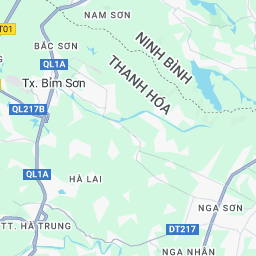 NAM SƠN
T01
BẮC SƠN
NINH BÌNH
QL1A
THANH HÓA
Tx. Bỉm Sơn
QL217B
QL1A
HÀ LAI
NGA SƠN
TT. HÀ TRUNG
DT217
NGA NHÂN